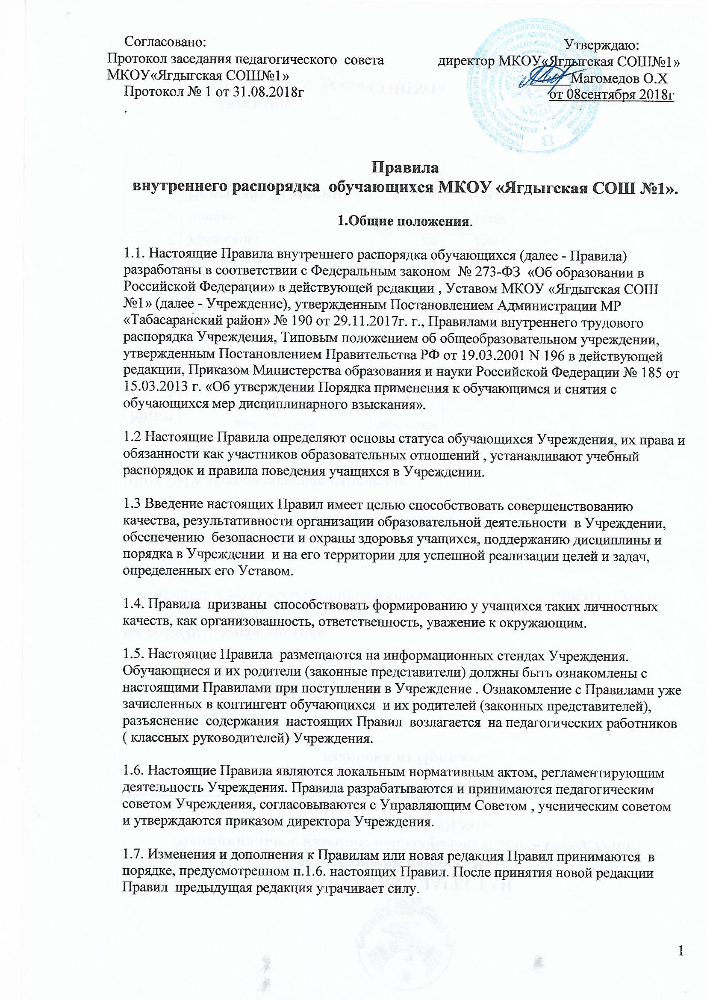 Согласовано:
Протокол заседания педагогического  совета
МКОУ«Ягдыгская СОШ№1»
Протокол № 1 от 31.08.2018г
.
Утверждаю:
директор МКОУ«Ягдыгская СОШ№1»
Магомедов О.Х
от 08сентября 2018г
Правила
внутреннего распорядка  обучающихся МКОУ «Ягдыгская СОШ №1».
1.Общие положения.
1.1. Настоящие Правила внутреннего распорядка обучающихся (далее - Правила)
разработаны в соответствии с Федеральным законом  № 273-ФЗ  «Об образовании в
Российской Федерации» в действующей редакции , Уставом МКОУ «Ягдыгская СОШ
№1» (далее - Учреждение), утвержденным Постановлением Администрации МР
«Табасаранский район» № 190 от 29.11.2017г. г., Правилами внутреннего трудового
распорядка Учреждения, Типовым положением об общеобразовательном учреждении,
утвержденным Постановлением Правительства РФ от 19.03.2001 N 196 в действующей
редакции, Приказом Министерства образования и науки Российской Федерации № 185 от
15.03.2013 г. «Об утверждении Порядка применения к обучающимся и снятия с
обучающихся мер дисциплинарного взыскания».
1.2 Настоящие Правила определяют основы статуса обучающихся Учреждения, их права и
обязанности как участников образовательных отношений , устанавливают учебный
распорядок и правила поведения учащихся в Учреждении.
1.3 Введение настоящих Правил имеет целью способствовать совершенствованию
качества, результативности организации образовательной деятельности  в Учреждении,
обеспечению  безопасности и охраны здоровья учащихся, поддержанию дисциплины и
порядка в Учреждении  и на его территории для успешной реализации целей и задач,
определенных его Уставом.
1.4. Правила  призваны  способствовать формированию у учащихся таких личностных
качеств, как организованность, ответственность, уважение к окружающим.
1.5. Настоящие Правила  размещаются на информационных стендах Учреждения.
Обучающиеся и их родители (законные представители) должны быть ознакомлены с
настоящими Правилами при поступлении в Учреждение . Ознакомление с Правилами уже
зачисленных в контингент обучающихся  и их родителей (законных представителей),
разъяснение  содержания  настоящих Правил  возлагается  на педагогических работников
( классных руководителей) Учреждения.
1.6. Настоящие Правила являются локальным нормативным актом, регламентирующим
деятельность Учреждения. Правила разрабатываются и принимаются педагогическим
советом Учреждения, согласовываются с Управляющим Советом , ученическим советом
и утверждаются приказом директора Учреждения.
1.7. Изменения и дополнения к Правилам или новая редакция Правил принимаются  в
порядке, предусмотренном п.1.6. настоящих Правил. После принятия новой редакции
Правил  предыдущая редакция утрачивает силу.
1